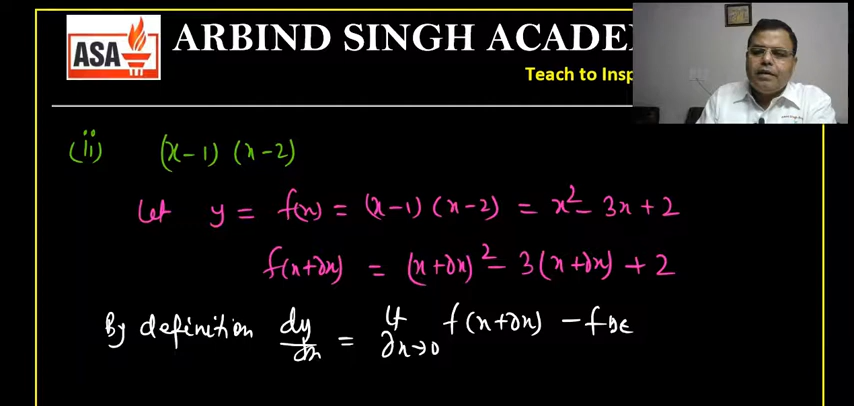 ASA
ARBIND SINGH ACADE
Teach to Insp
(ii) (x-1) (x-2)
Let y = f(x) = (x-1) (x-2) = x² - 3x + 2
f(x+∂x) = (x+∂x)² - 3(x+∂x) + 2
By definition dy/dx = lt ∂x→0 f(x+∂x) - f(x